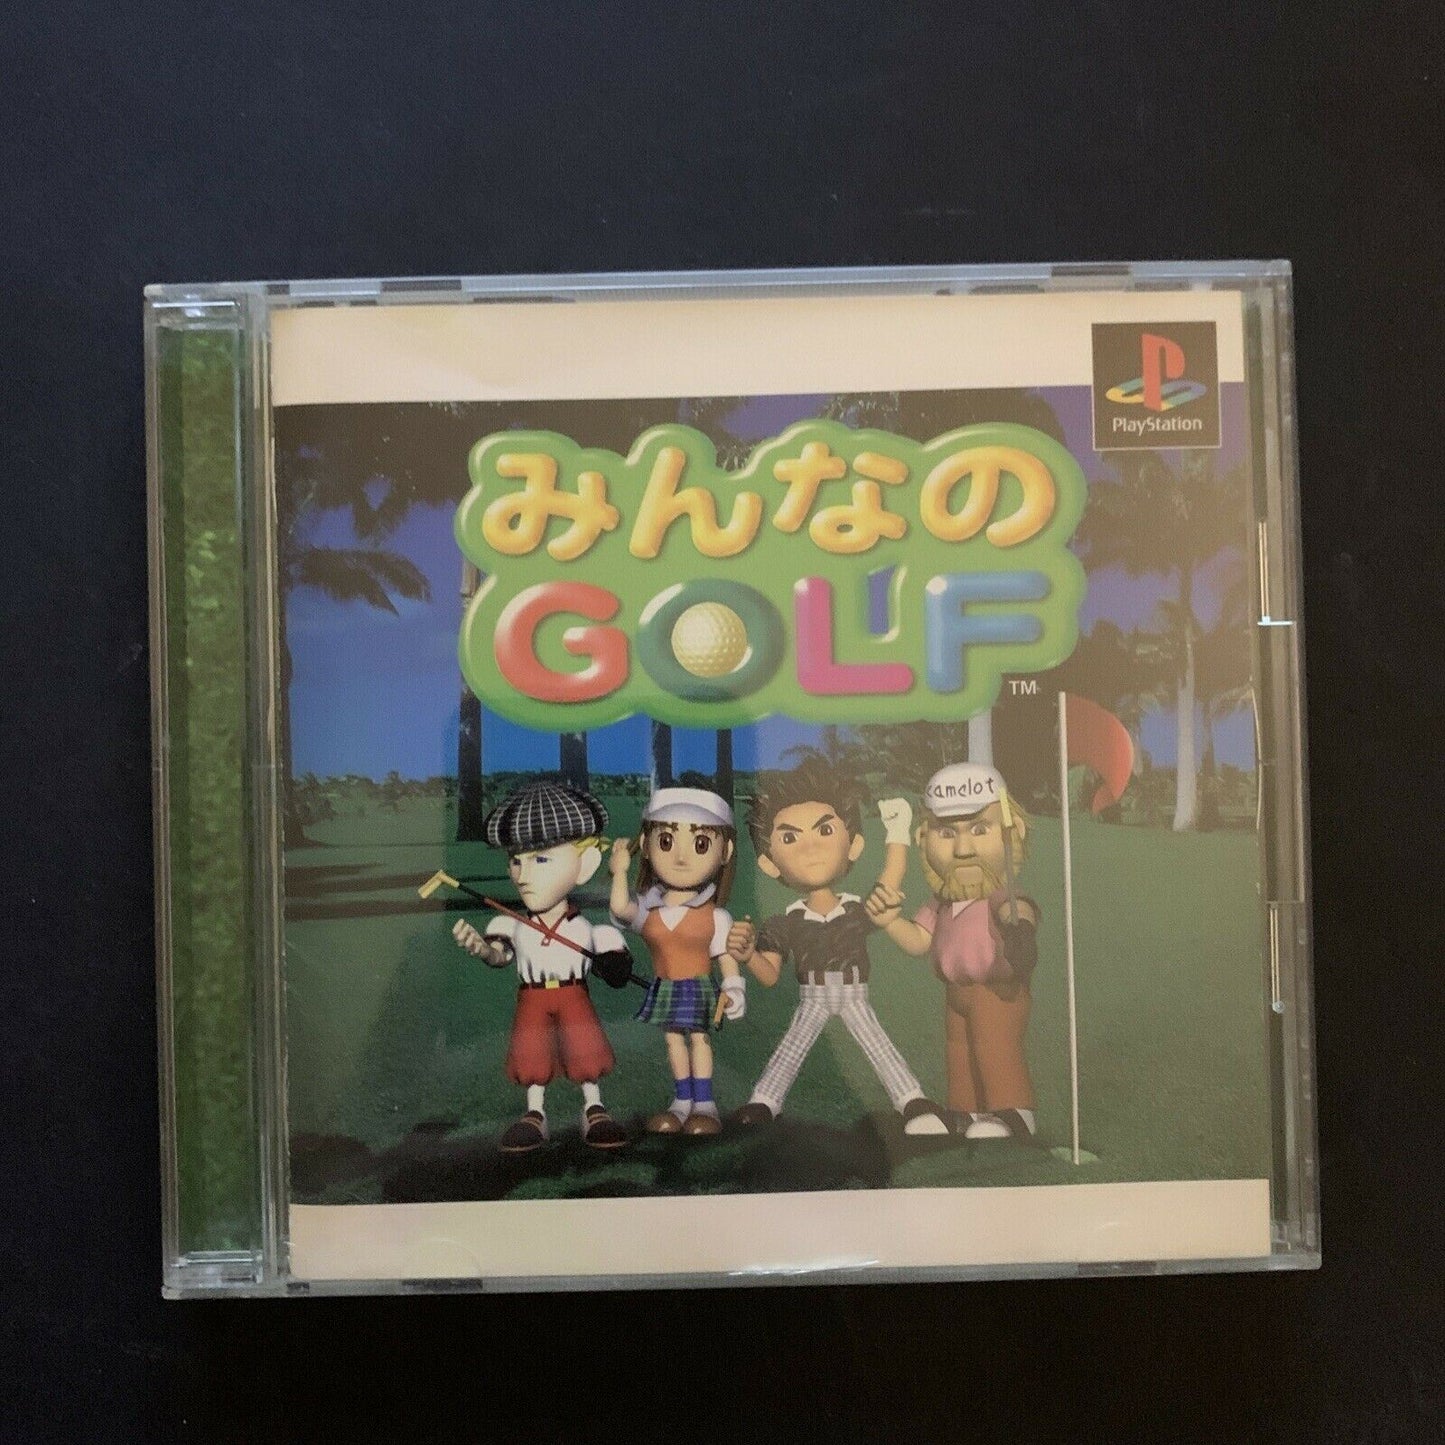 PlayStation
みんなの
GOLF
TM
camelot